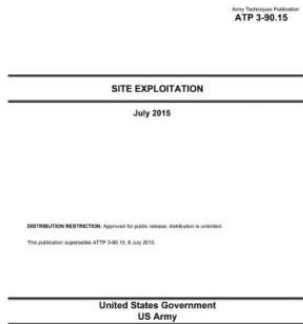 Army Techniques Publication
ATP 3-90.15
SITE EXPLOITATION
July 2015
DISTRIBUTION RESTRICTION. Approved for public release; distribution is unlimited.
This publication supersedes ATTP 3-90.15, 8 July 2010.
United States Government
US Army